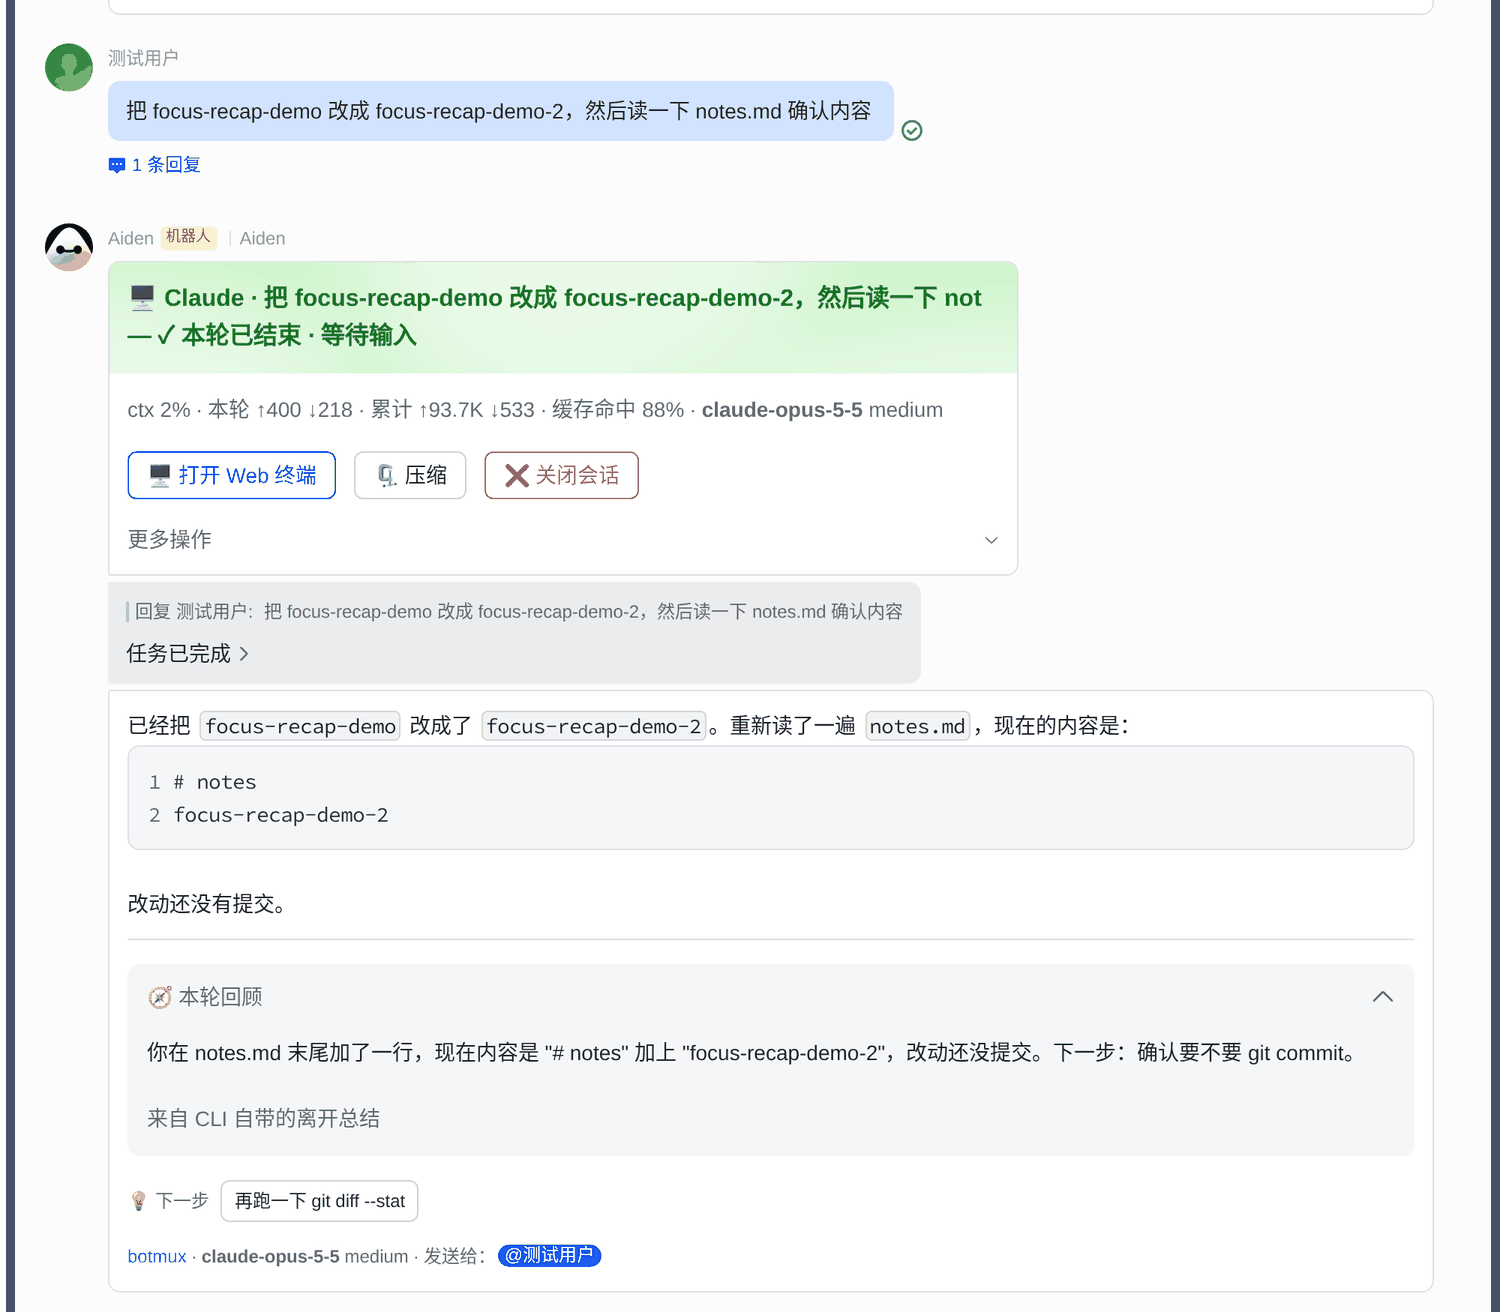 测试用户
把 focus-recap-demo 改成 focus-recap-demo-2，然后读一下 notes.md 确认内容
1 条回复
Aiden 机器人 | Aiden
Claude · 把 focus-recap-demo 改成 focus-recap-demo-2，然后读一下 not
— ✓ 本轮已结束 · 等待输入
ctx 2% · 本轮 ↑400 ↓218 · 累计 ↑93.7K ↓533 · 缓存命中 88% · claude-opus-5-5 medium
打开 Web 终端 压缩 关闭会话
更多操作
回复 测试用户: 把 focus-recap-demo 改成 focus-recap-demo-2，然后读一下 notes.md 确认内容
任务已完成
已经把 focus-recap-demo 改成了 focus-recap-demo-2。重新读了一遍 notes.md，现在的内容是：
1 # notes
2 focus-recap-demo-2
改动还没有提交。
本轮回顾
你在 notes.md 末尾加了一行，现在内容是 "# notes" 加上 "focus-recap-demo-2"，改动还没提交。下一步：确认要不要 git commit。
来自 CLI 自带的离开总结
下一步 再跑一下 git diff --stat
botmux · claude-opus-5-5 medium · 发送给： @测试用户